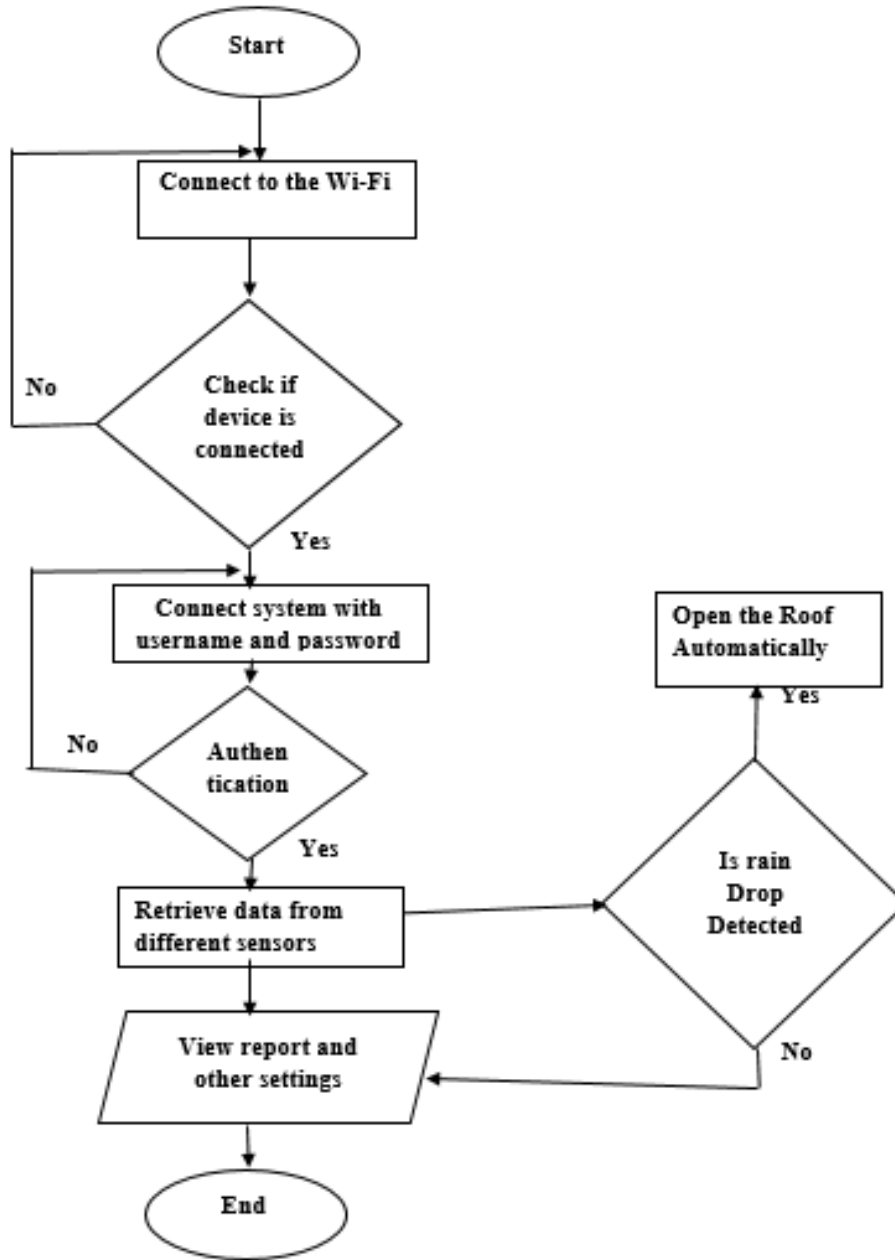 Start
Connect to the Wi-Fi
No
Check if
device is
connected
Yes
Connect system with
username and password
No
Authen
tication
Yes
Retrieve data from
different sensors
View report and
other settings
End
Open the Roof
Automatically
Yes
Is rain
Drop
Detected
No